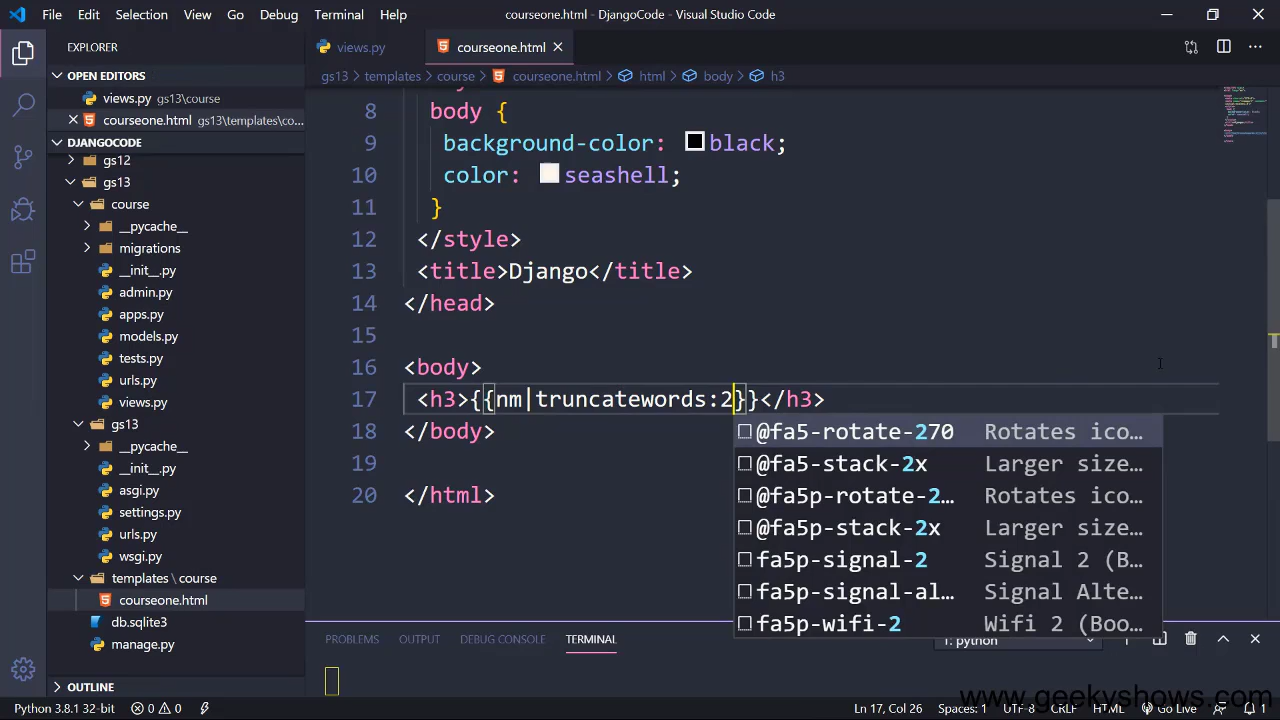 File Edit Selection View Go Debug Terminal Help courseone.html - DjangoCode - Visual Studio Code
EXPLORER
OPEN EDITORS
views.py gs13\course
courseone.html gs13\templates\co...
DJANGOCODE
gs12
gs13
course
__pycache__
migrations
__init__.py
admin.py
apps.py
models.py
tests.py
urls.py
views.py
gs13
__pycache__
__init__.py
asgi.py
settings.py
urls.py
wsgi.py
templates \ course
courseone.html
db.sqlite3
manage.py
OUTLINE
views.py courseone.html
gs13 templates course courseone.html html body h3
8 body {
9 background-color: black;
10 color: seashell;
11 }
12 </style>
13 <title>Django</title>
14 </head>
15
16 <body>
17 <h3>{{nm|truncatewords:2}}</h3>
18 </body>
19
20 </html>
@fa5-rotate-270 Rotates ico...
@fa5-stack-2x Larger size...
@fa5p-rotate-2... Rotates ico...
@fa5p-stack-2x Larger size...
fa5p-signal-2 Signal 2 (B...
fa5p-signal-al... Signal Alte...
fa5p-wifi-2 Wifi 2 (Boo...
PROBLEMS OUTPUT DEBUG CONSOLE TERMINAL 1: python
www.geekyshows.com
Python 3.8.1 32-bit 0 0 Ln 17, Col 26 Spaces: 1 UTF-8 CRLF HTML Go Live 1